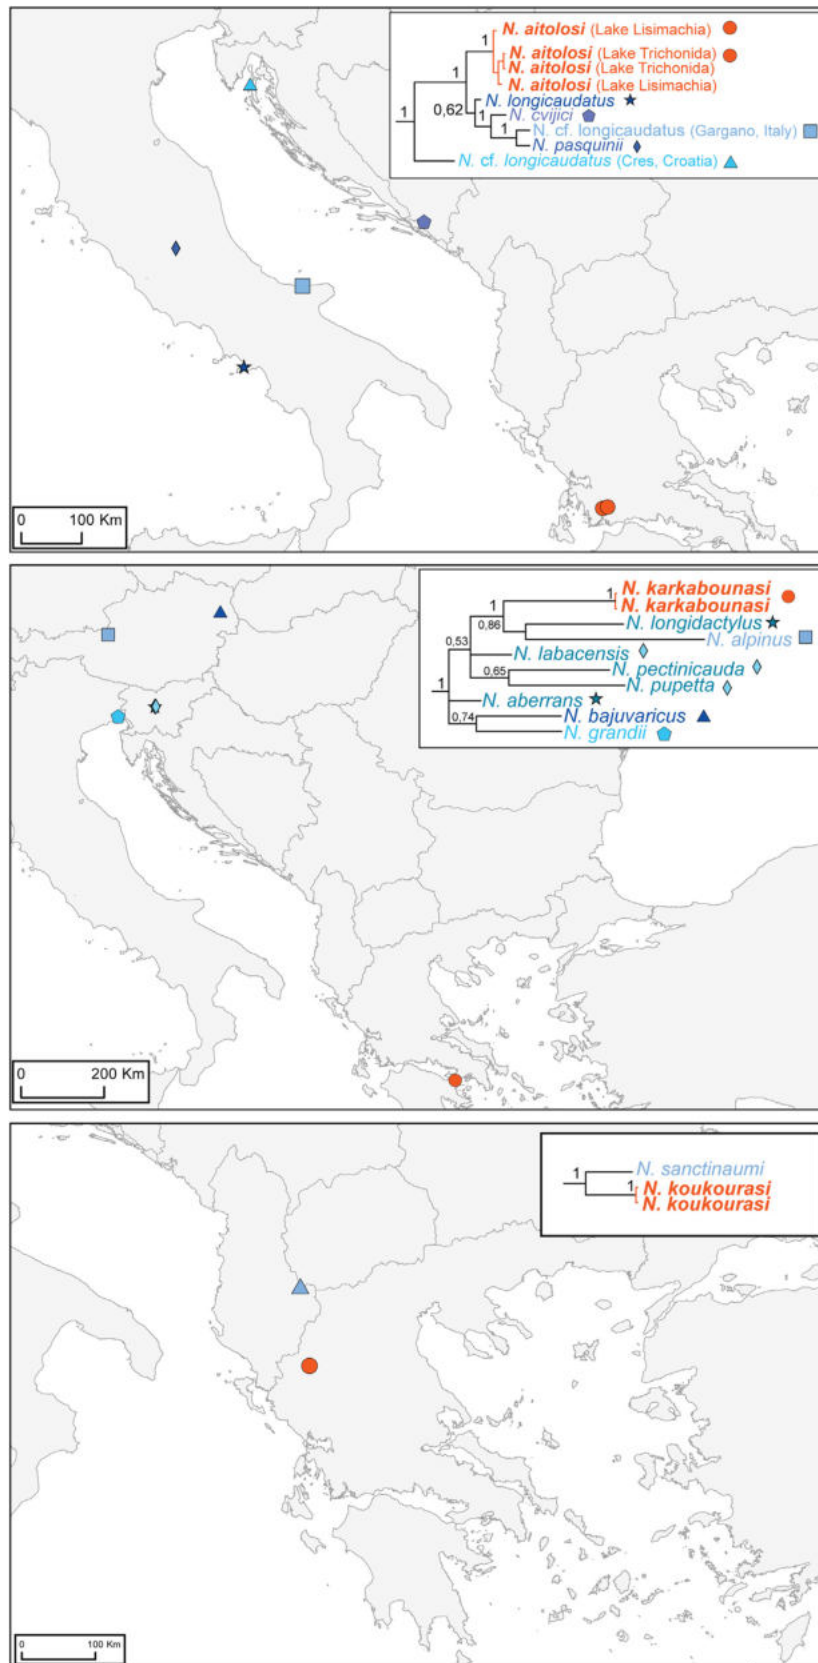 N. aitolosi (Lake Lisimachia)
1
N. aitolosi (Lake Trichonida)
1
N. aitolosi (Lake Trichonida)
1
N. aitolosi (Lake Lisimachia)
0,62
N. longicaudatus
1
1
N. cvijici
N. cf. longicaudatus (Gargano, Italy)
1
N. pasquinii
N. cf. longicaudatus (Cres, Croatia)
0 100 Km
N. karkabounasi
1
N. karkabounasi
0,86
N. longidactylus
N. alpinus
0,53
N. labacensis
0,65
N. pectinicauda
1
N. pupetta
N. aberrans
0,74
N. bajuvaricus
N. grandii
0 200 Km
1
N. sanctinaumi
1
N. koukourasi
N. koukourasi
0 100 Km